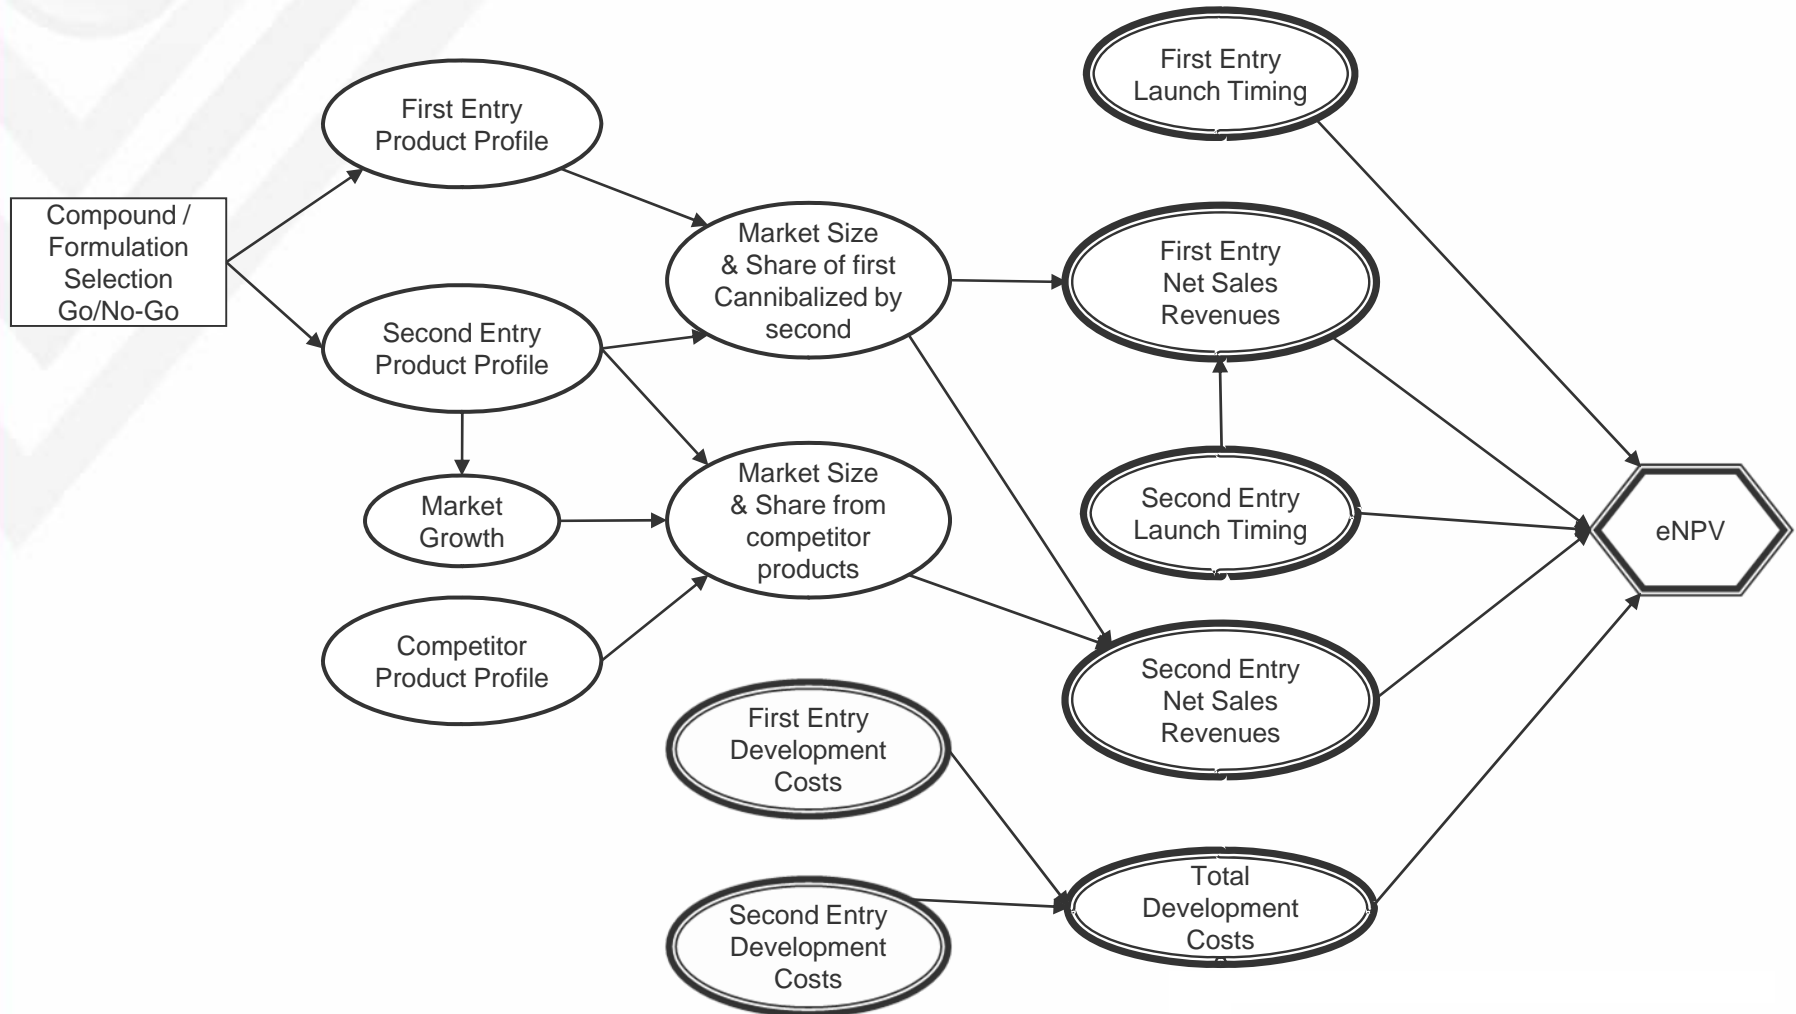 First Entry
Launch Timing
First Entry
Product Profile
Compound /
Formulation
Selection
Go/No-Go
Market Size
& Share of first
Cannibalized by
second
First Entry
Net Sales
Revenues
Second Entry
Product Profile
Market
Growth
Market Size
& Share from
competitor
products
Second Entry
Launch Timing
eNPV
Competitor
Product Profile
Second Entry
Net Sales
Revenues
First Entry
Development
Costs
Total
Development
Costs
Second Entry
Development
Costs